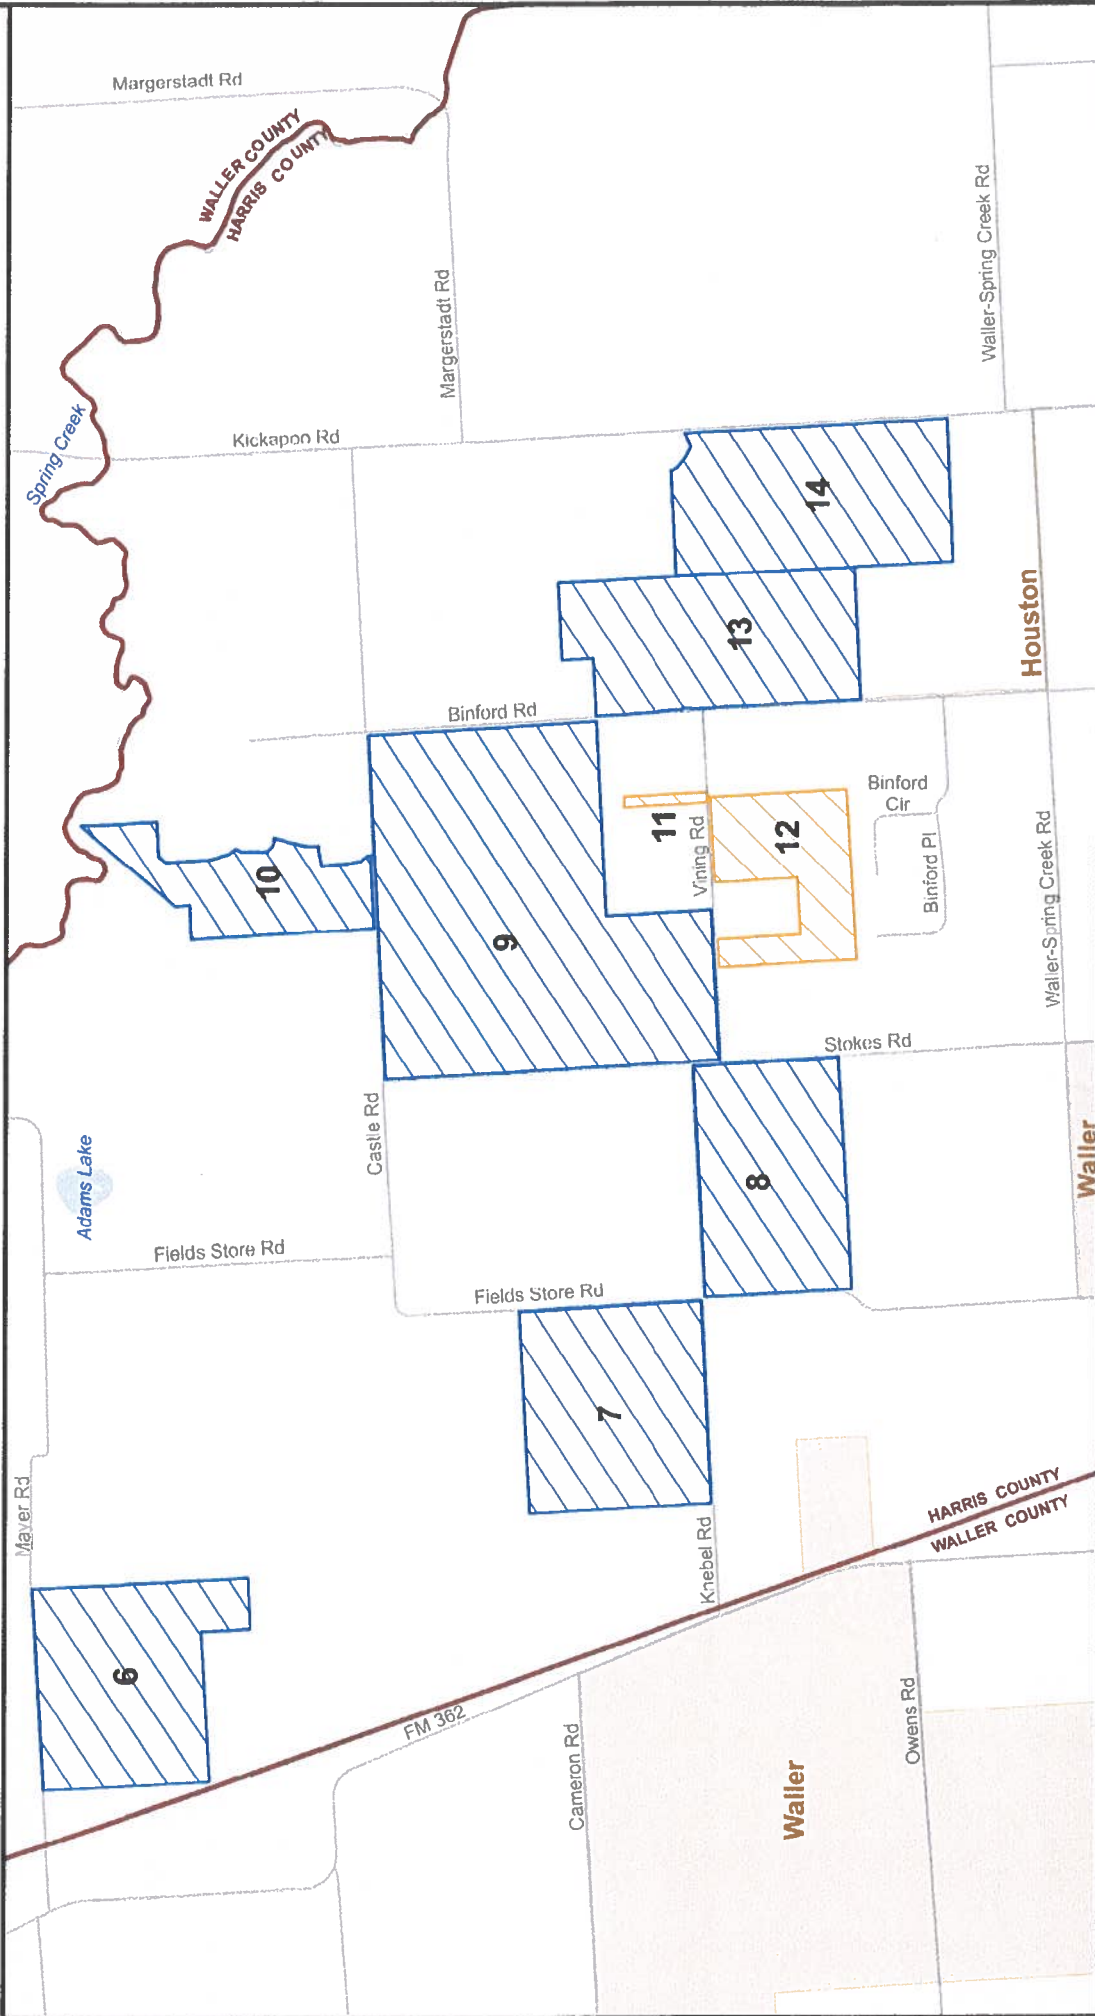 Margerstadt Rd
WALLER COUNTY
HARRIS COUNTY
Margerstadt Rd
Waller-Spring Creek Rd
Spring Creek
Kickapoo Rd
14
13
Houston
Binford Rd
Binford
Cir
11
12
Vining Rd
10
9
Binford Pl
Waller-Spring Creek Rd
Stokes Rd
Castle Rd
Adams Lake
8
Waller
Fields Store Rd
Fields Store Rd
7
Mayer Rd
HARRIS COUNTY
WALLER COUNTY
Knebel Rd
6
FM 362
Cameron Rd
Owens Rd
Waller